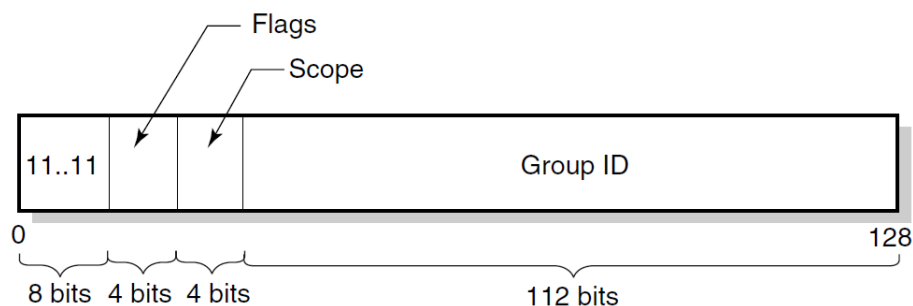 Flags
Scope
11..11 Group ID
0 128
8 bits 4 bits 4 bits 112 bits